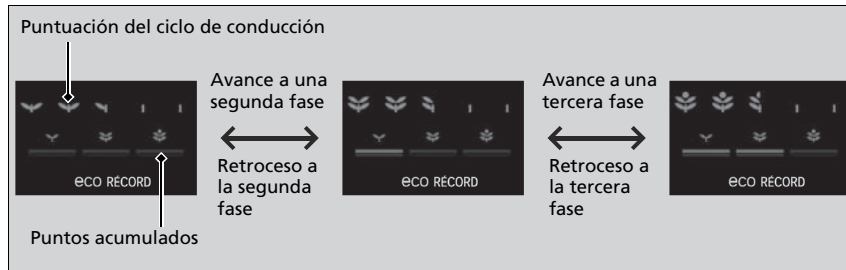 Puntuación del ciclo de conducción
Avance a una
segunda fase
Retroceso a
la segunda
fase
Avance a una
tercera fase
Retroceso a
la tercera
fase
eco RÉCORD
eco RÉCORD
eco RÉCORD
Puntos acumulados